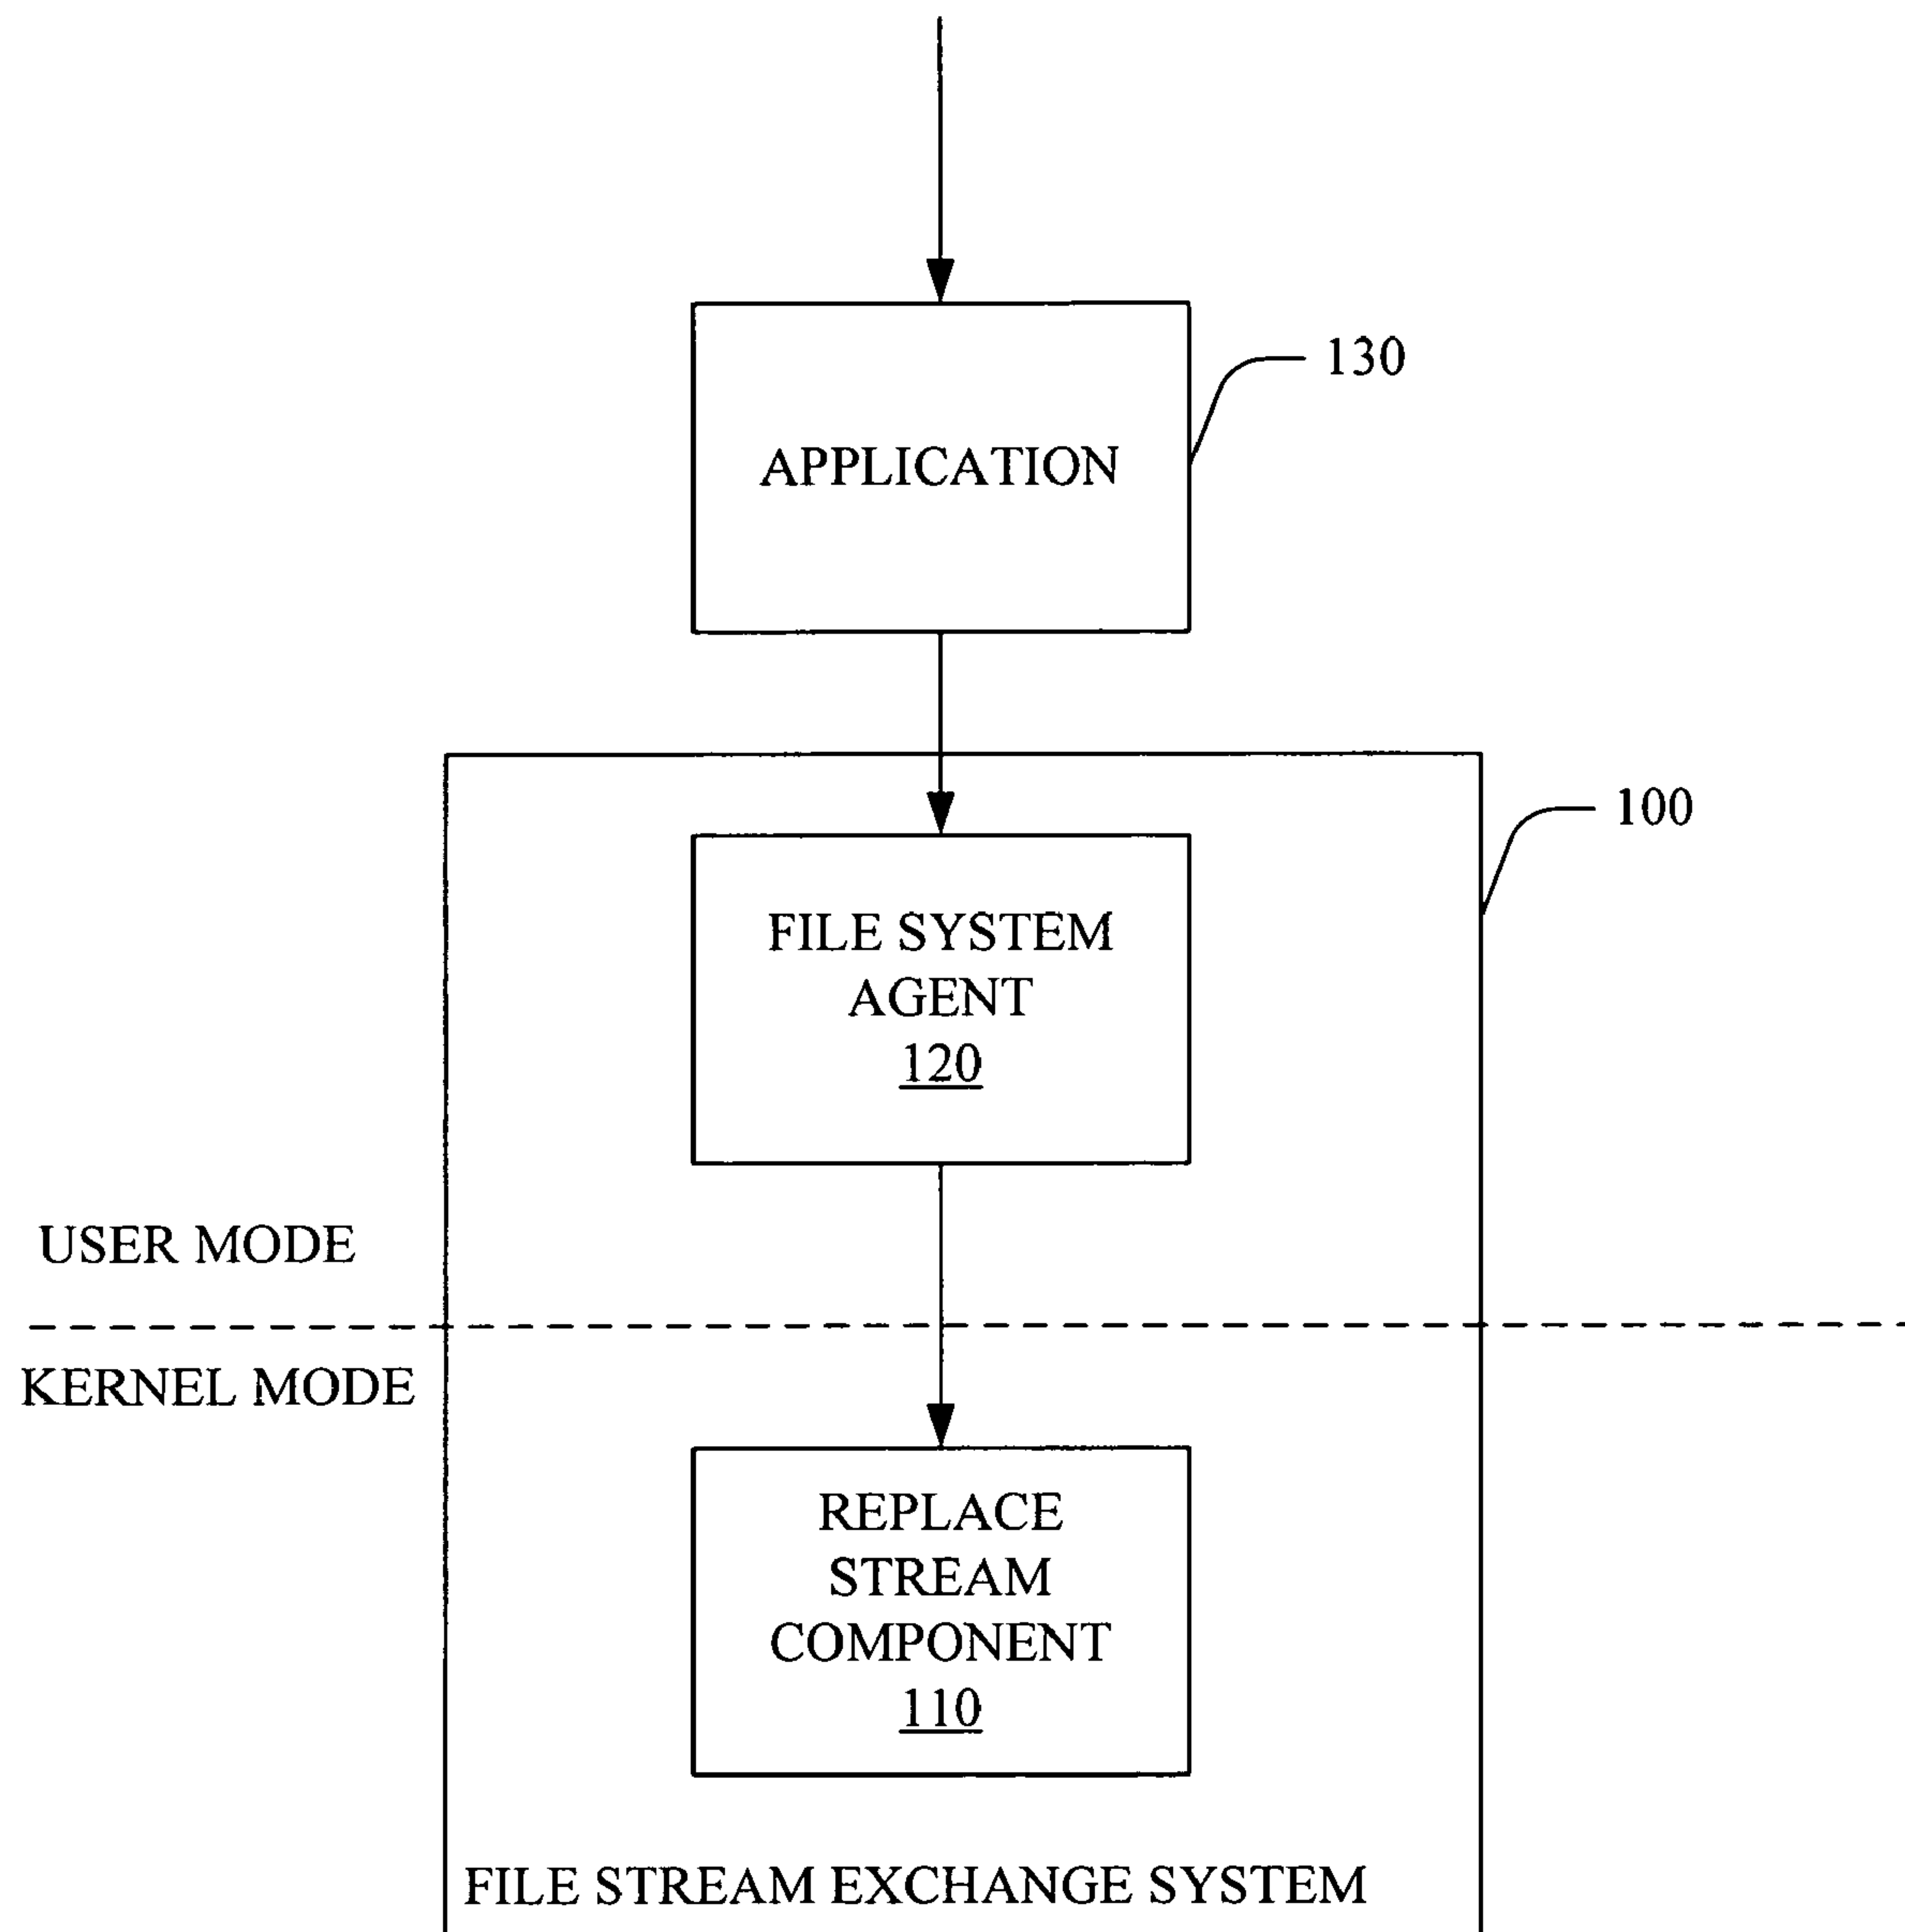 130
APPLICATION
100
FILE SYSTEM
AGENT
120
USER MODE
KERNEL MODE
REPLACE
STREAM
COMPONENT
110
FILE STREAM EXCHANGE SYSTEM